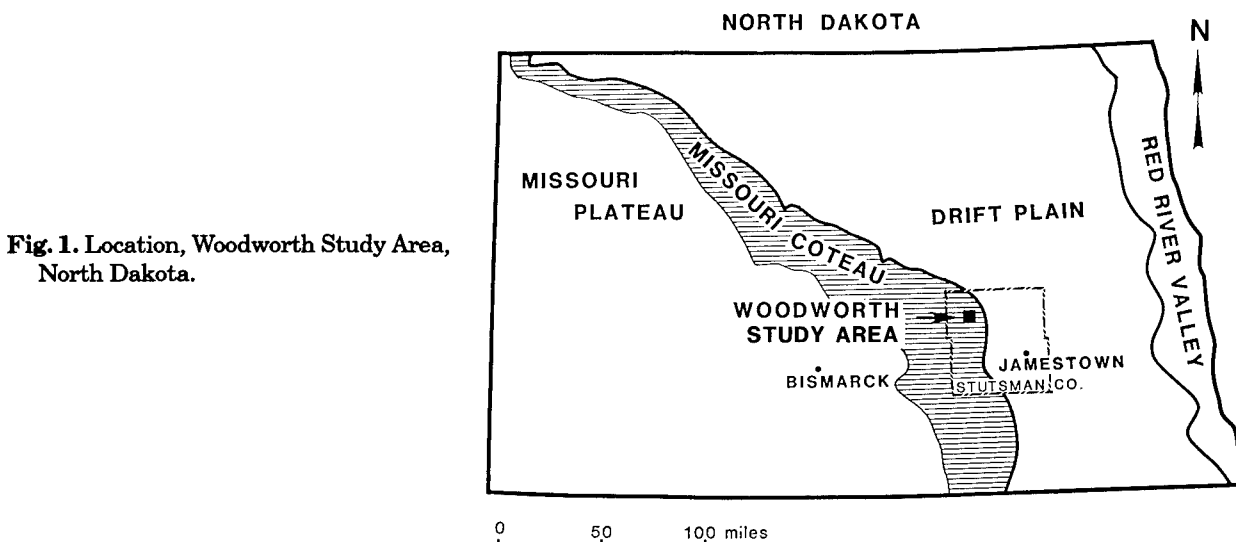 Fig. 1. Location, Woodworth Study Area,
North Dakota.
NORTH DAKOTA
N
MISSOURI
PLATEAU
MISSOURI COTEAU
DRIFT PLAIN
RED RIVER VALLEY
WOODWORTH
STUDY AREA
BISMARCK
JAMESTOWN
STUTSMAN CO.
0 50 100 miles